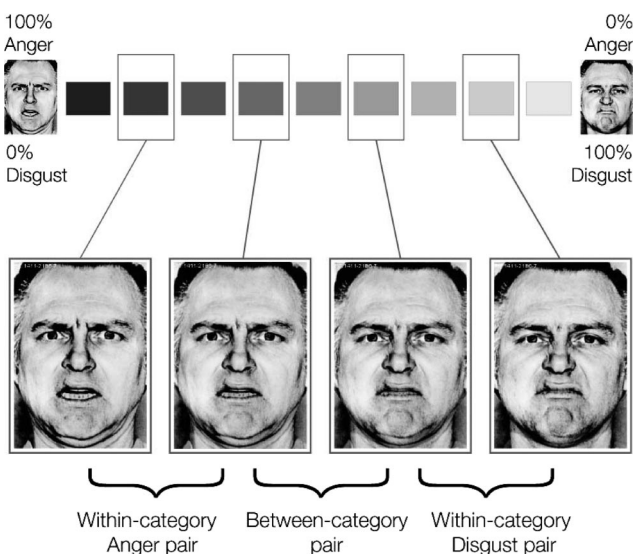 100%
Anger
0%
Anger
0%
Disgust
100%
Disgust
Within-category
Anger pair
Between-category
pair
Within-category
Disgust pair